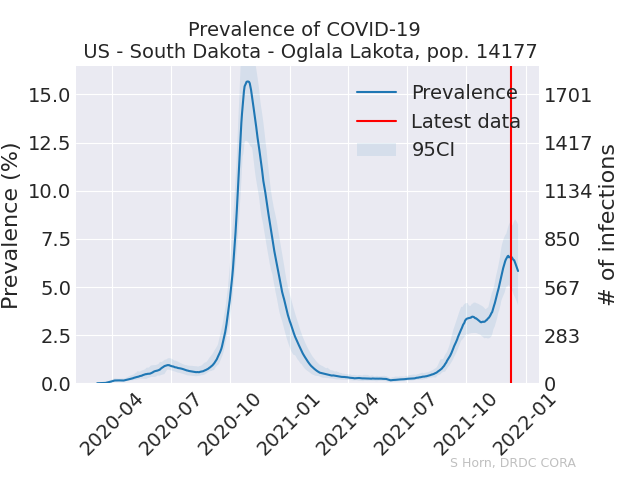 Prevalence of COVID-19
US - South Dakota - Oglala Lakota, pop. 14177
Prevalence
Latest data
95CI
Prevalence (%)
15.0
12.5
10.0
7.5
5.0
2.5
0.0
1701
1417
1134
850
567
283
0
# of infections
2020-04
2020-07
2020-10
2021-01
2021-04
2021-07
2021-10
2022-01
S Horn, DRDC CORA